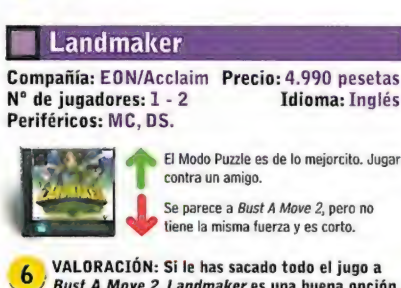 Landmaker
Compañía: EON/Acclaim Precio: 4.990 pesetas
Nº de jugadores: 1 - 2 Idioma: Inglés
Periféricos: MC, DS.
El Modo Puzzle es de lo mejorcito. Jugar
contra un amigo.
Se parece a Bust A Move 2, pero no
tiene la misma fuerza y es corto.
6
VALORACIÓN: Si le has sacado todo el jugo a
Bust A Move 2, Landmaker es una buena opción